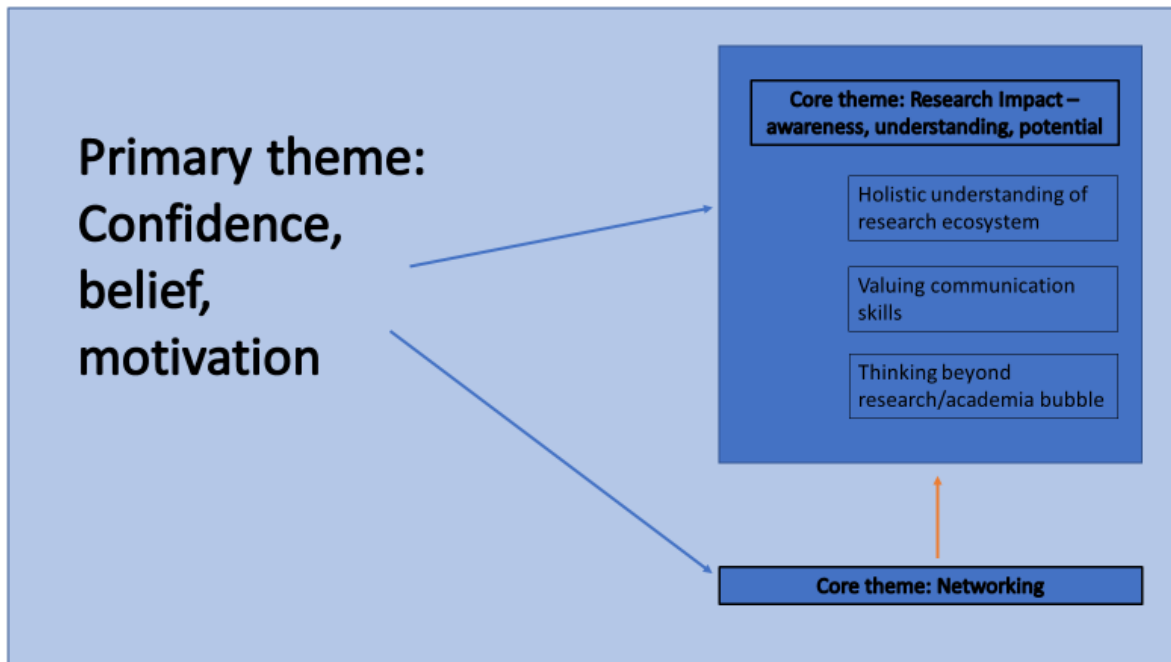 Primary theme:
Confidence,
belief,
motivation
Core theme: Research Impact –
awareness, understanding, potential
Holistic understanding of
research ecosystem
Valuing communication
skills
Thinking beyond
research/academia bubble
Core theme: Networking